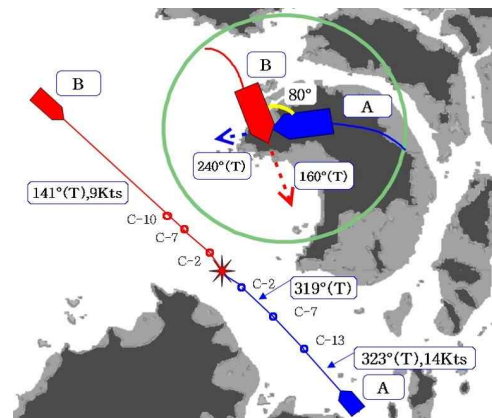 B
B
80°
A
240°(T)
160°(T)
141°(T),9Kts
C-10
C-7
C-2
C-2
319°(T)
C-7
C-13
323°(T),14Kts
A